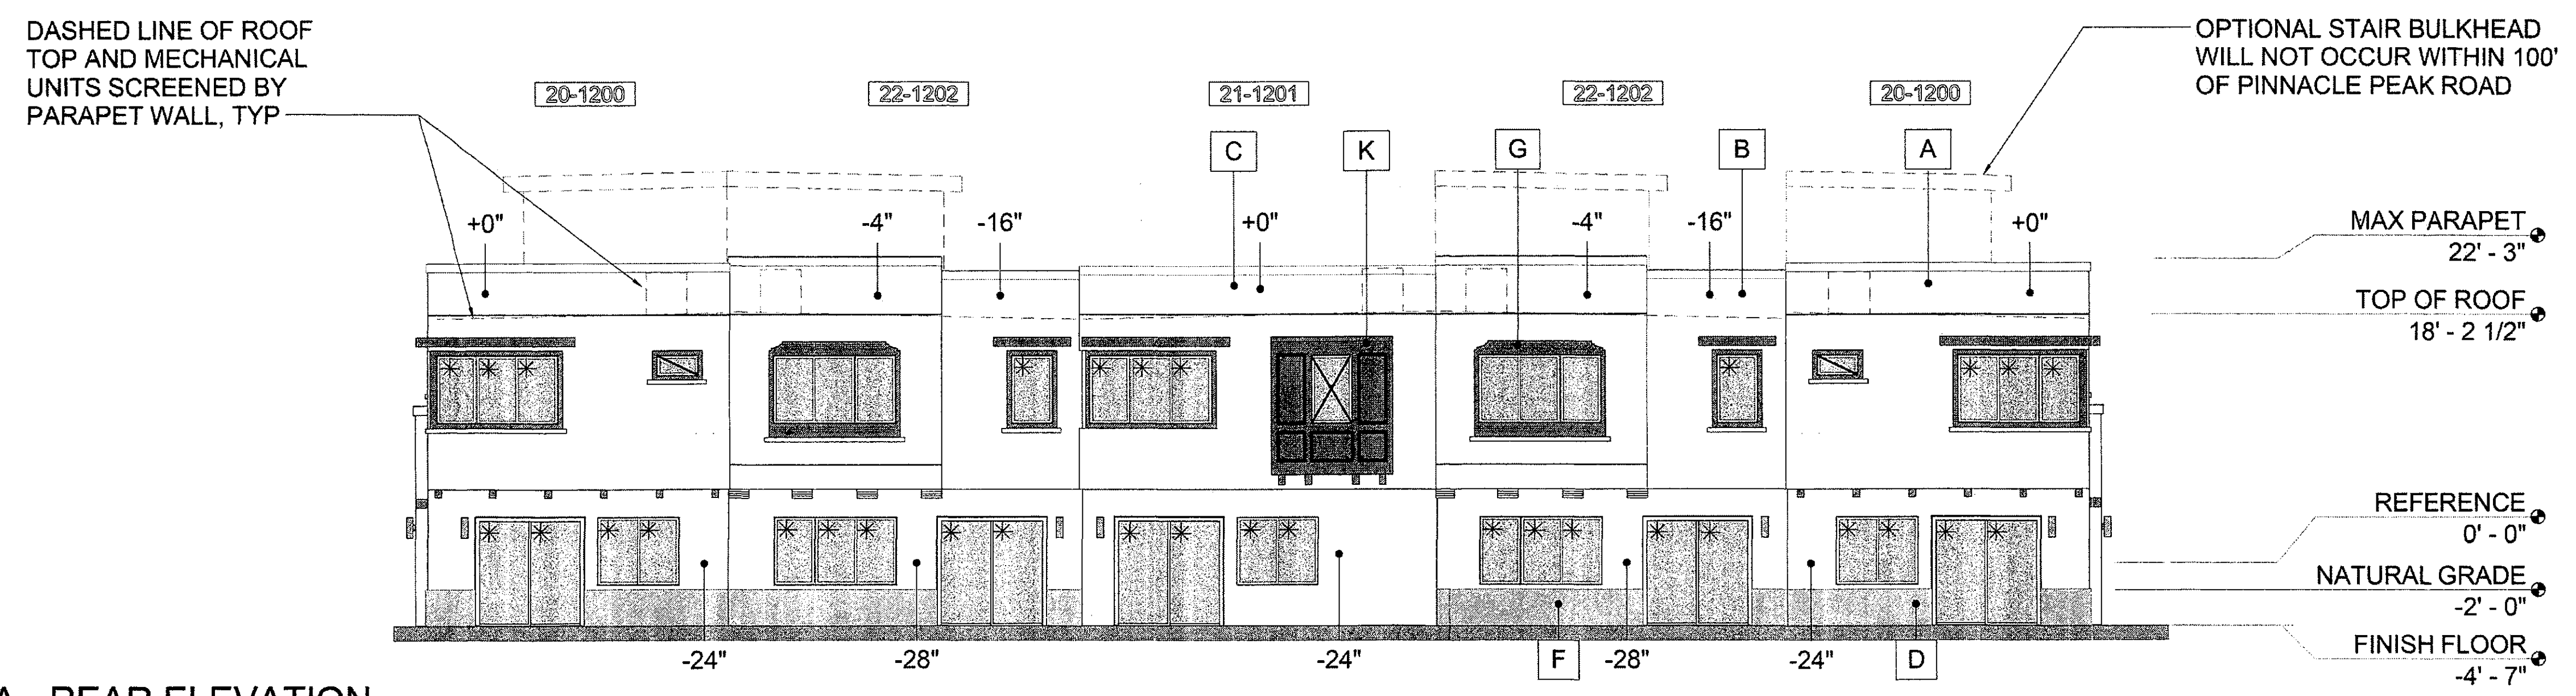 DASHED LINE OF ROOF
TOP AND MECHANICAL
UNITS SCREENED BY
PARAPET WALL, TYP
OPTIONAL STAIR BULKHEAD
WILL NOT OCCUR WITHIN 100'
OF PINNACLE PEAK ROAD
20-1200
22-1202
21-1201
22-1202
20-1200
C
K
G
B
A
+0"
-4"
-16"
+0"
-4"
-16"
+0"
MAX PARAPET
22' - 3"
TOP OF ROOF
18' - 2 1/2"
REFERENCE
0' - 0"
NATURAL GRADE
-2' - 0"
FINISH FLOOR
-4' - 7"
-24"
-28"
-24"
F
-28"
-24"
D
A - REAR ELEVATION